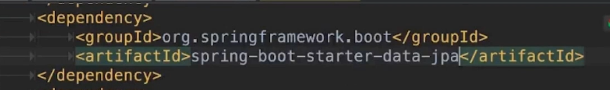 <dependency>
<groupId>org.springframework.boot</groupId>
<artifactId>spring-boot-starter-data-jpa</artifactId>
</dependency>